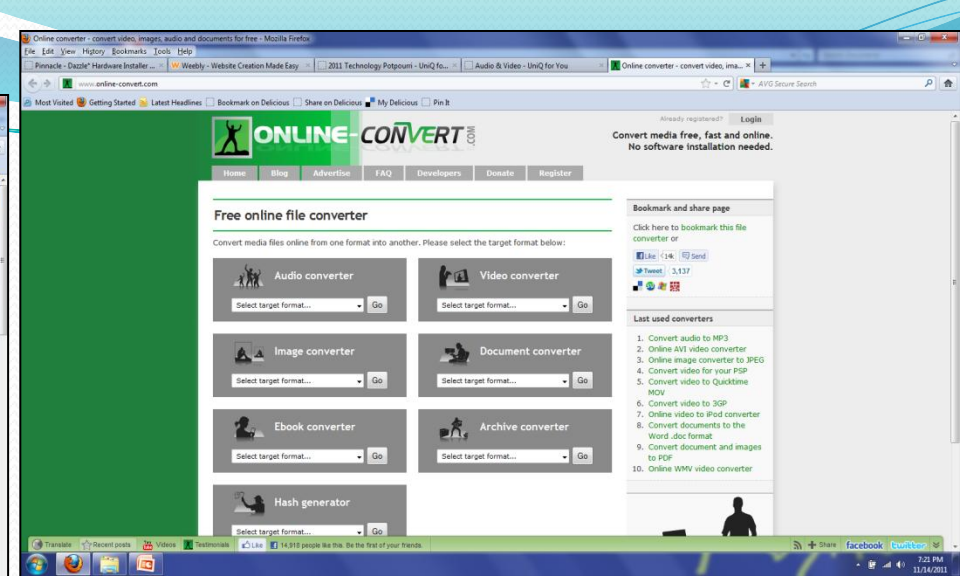 Online converter - convert video, images, audio and documents for free - Mozilla Firefox
File Edit View History Bookmarks Tools Help
Pinnacle - Dazzle* Hardware Installer ... × Weebly - Website Creation Made Easy × 2011 Technology Potpourri - UniQ fo... × Audio & Video - UniQ for You × Online converter - convert video, ima... × +
www.online-convert.com AVG Secure Search
Most Visited Getting Started Latest Headlines Bookmark on Delicious Share on Delicious My Delicious Pin It
ONLINE-CONVERT
Already registered? Login
Convert media free, fast and online.
No software installation needed.
Home Blog Advertise FAQ Developers Donate Register
Free online file converter
Convert media files online from one format into another. Please select the target format below:
Audio converter
Select target format... Go
Video converter
Select target format... Go
Image converter
Select target format... Go
Document converter
Select target format... Go
Ebook converter
Select target format... Go
Archive converter
Select target format... Go
Hash generator
Select target format... Go
Bookmark and share page
Click here to bookmark this file
converter or
Like 14k Send
Tweet 3,137
Last used converters
1. Convert audio to MP3
2. Online AVI video converter
3. Online image converter to JPEG
4. Convert video for your PSP
5. Convert video to Quicktime
MOV
6. Convert video to 3GP
7. Online video to iPod converter
8. Convert documents to the
Word .doc format
9. Convert document and images
to PDF
10. Online WMV video converter
Translate Recent posts Videos Testimonials Like 14,918 people like this. Be the first of your friends. Share facebook twitter
7:21 PM
11/14/2011